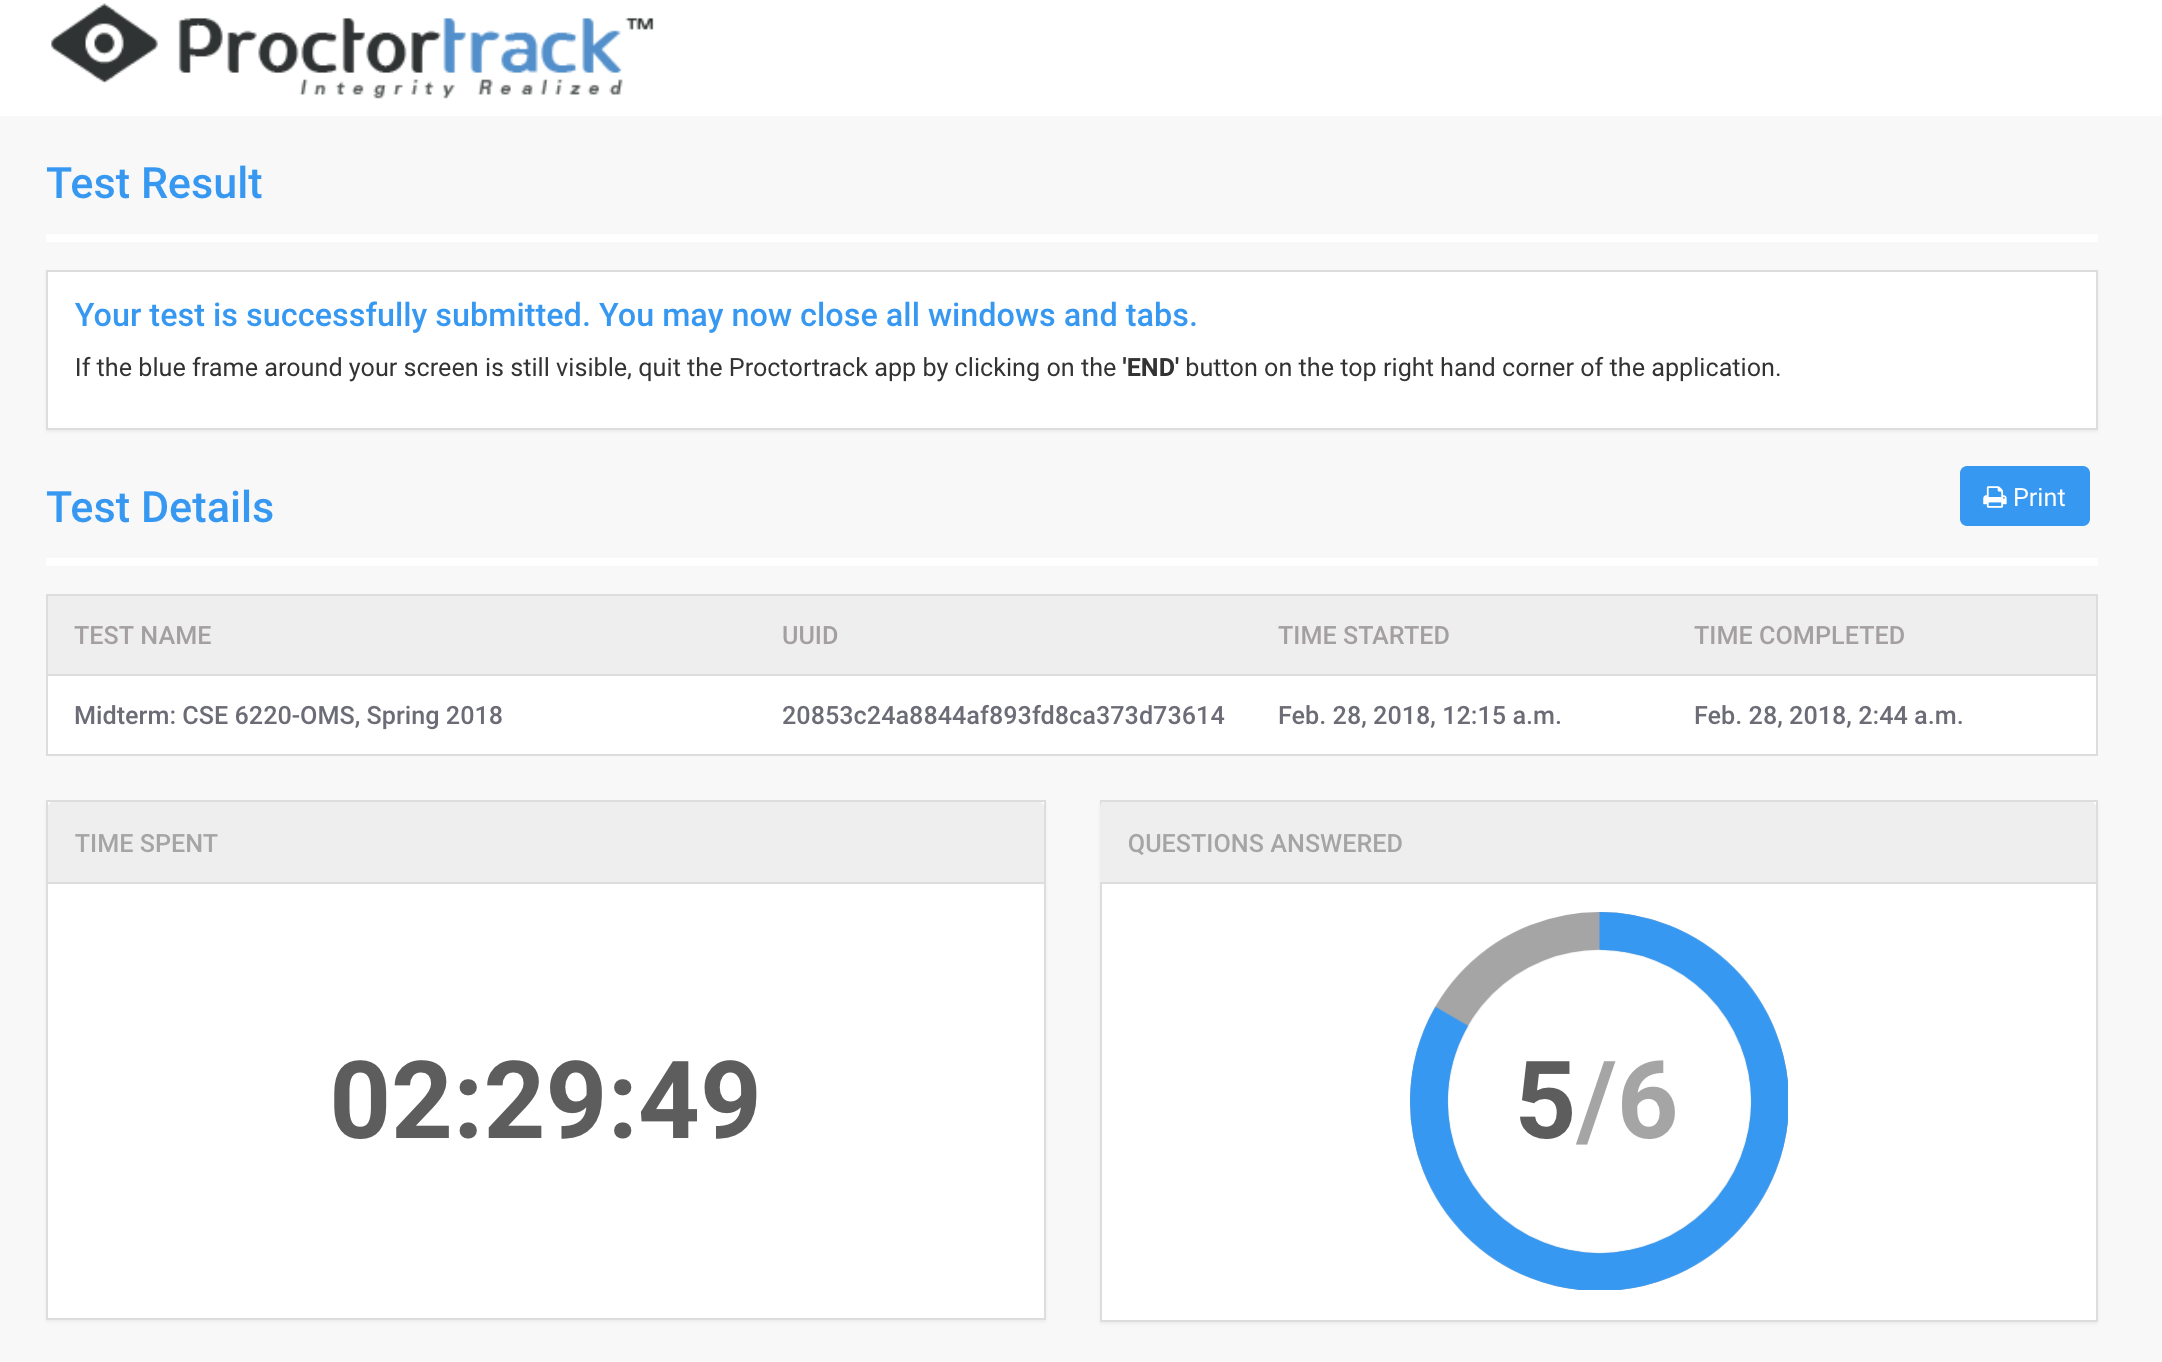 Proctortrack™
Integrity Realized
Test Result
Your test is successfully submitted. You may now close all windows and tabs.
If the blue frame around your screen is still visible, quit the Proctortrack app by clicking on the 'END' button on the top right hand corner of the application.
Test Details
Print
TEST NAME UUID TIME STARTED TIME COMPLETED
Midterm: CSE 6220-OMS, Spring 2018 20853c24a8844af893fd8ca373d73614 Feb. 28, 2018, 12:15 a.m. Feb. 28, 2018, 2:44 a.m.
TIME SPENT
02:29:49
QUESTIONS ANSWERED
5/6